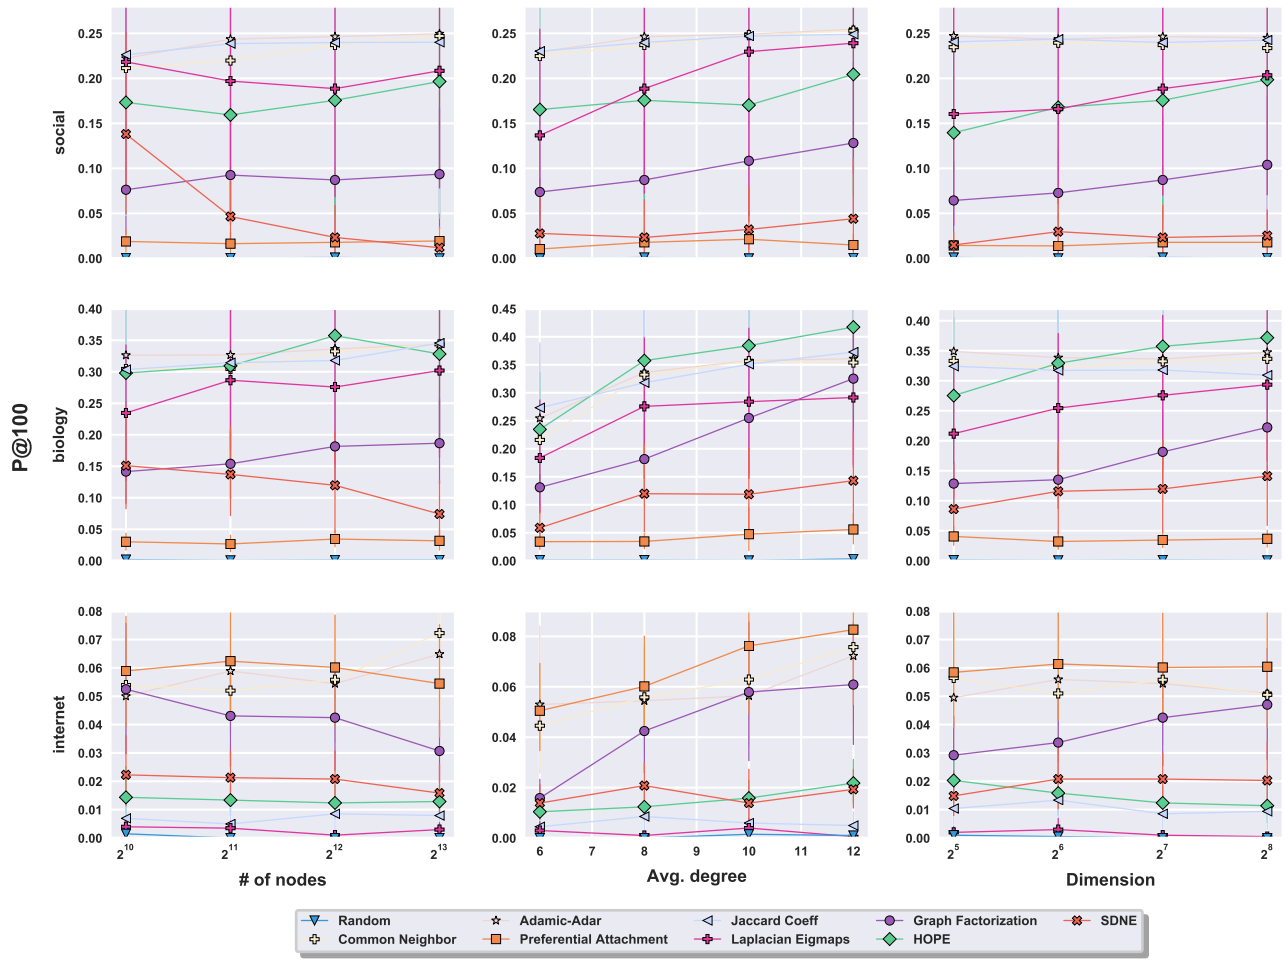 0.25 0.25 0.25
0.20 0.20 0.20
0.15 0.15 0.15
social
0.10 0.10 0.10
0.05 0.05 0.05
0.00 0.00 0.00
0.40 0.45 0.40
0.35 0.40 0.35
0.30 0.35 0.30
0.25 0.30 0.25
0.20 0.25 0.20
0.15 0.20 0.15
0.10 0.15 0.10
0.05 0.10 0.05
0.00 0.05 0.00
0.00
P@100
biology
0.08 0.08 0.08
0.07 0.06 0.07
0.06 0.04 0.06
0.05 0.02 0.05
0.04 0.00 0.04
0.03 0.03
0.02 0.02
0.01 0.01
0.00 0.00
internet
2^10 2^11 2^12 2^13 6 7 8 9 10 11 12 2^5 2^6 2^7 2^8
# of nodes Avg. degree Dimension
Random Adamic-Adar Jaccard Coeff Graph Factorization SDNE
Common Neighbor Preferential Attachment Laplacian Eigmaps HOPE